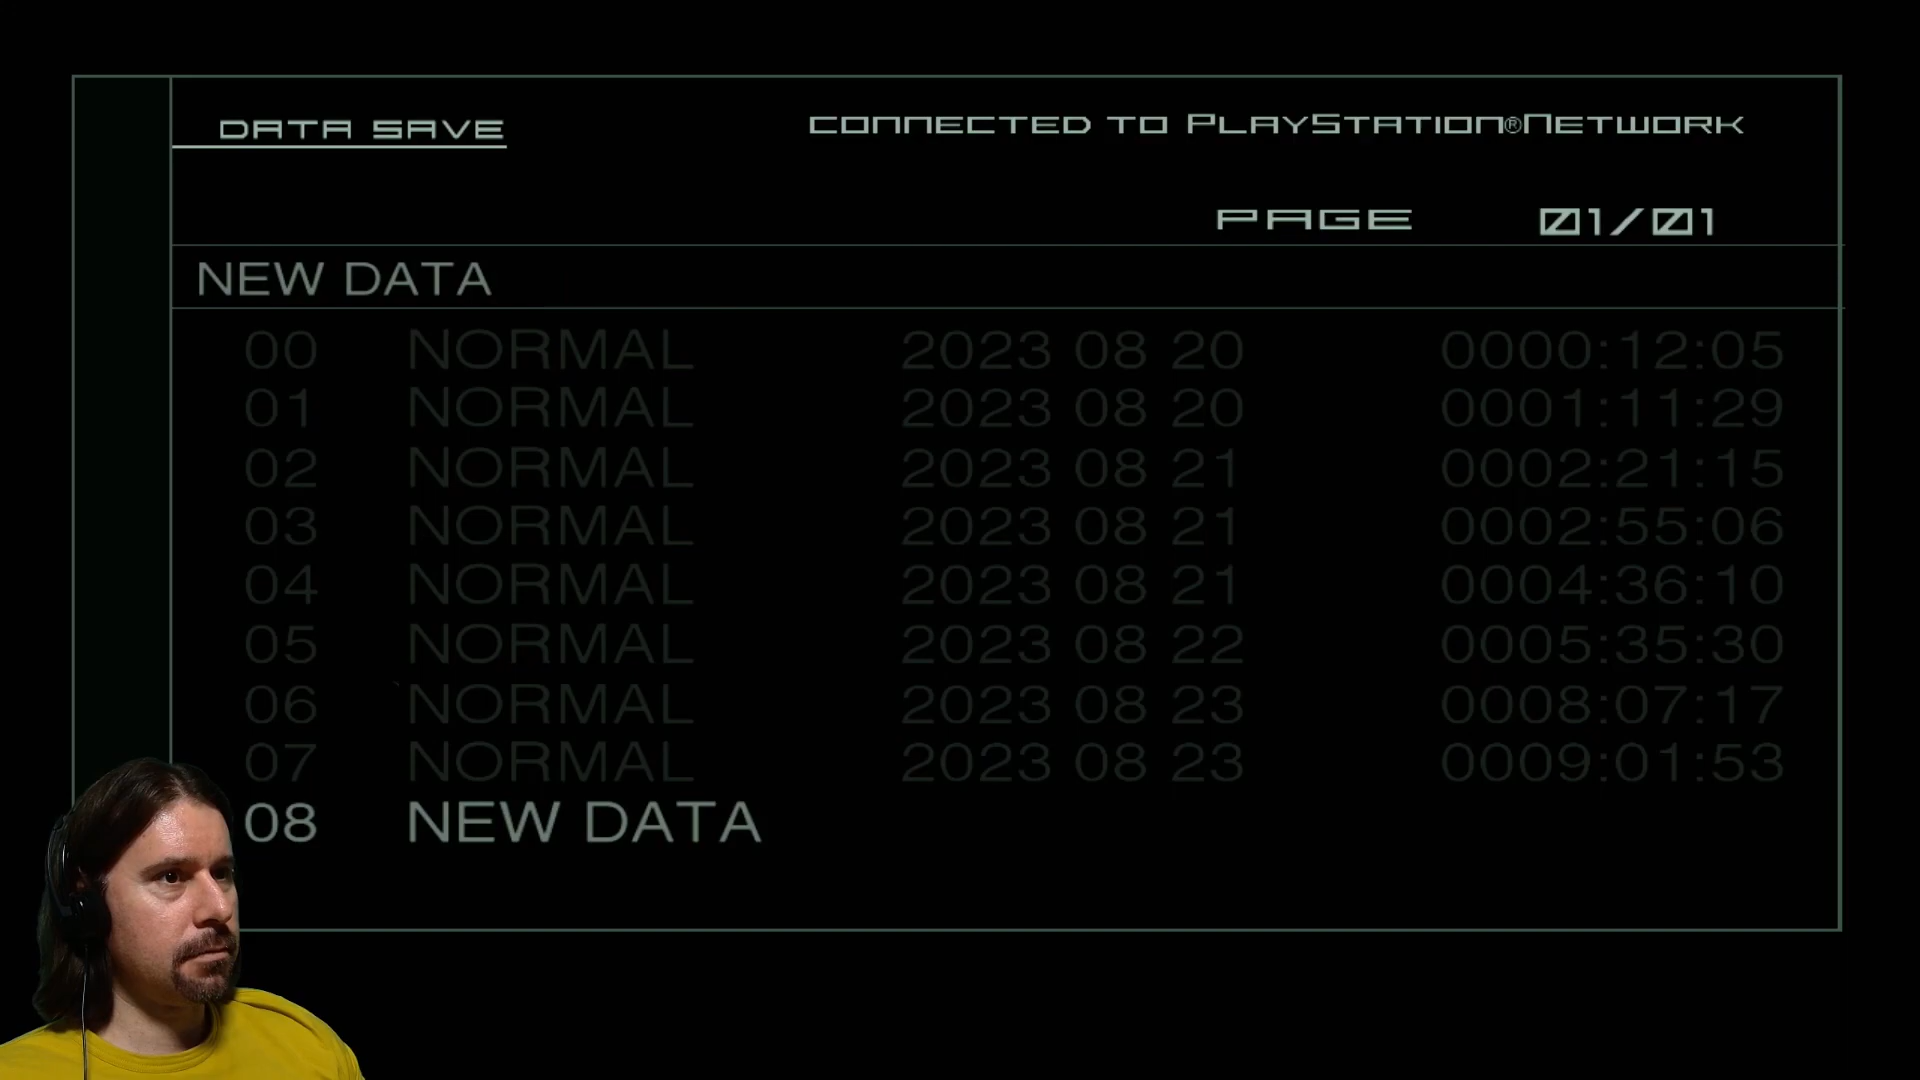 DATA SAVE
CONNECTED TO PLAYSTATION®NETWORK
PAGE 01/01
NEW DATA
00 NORMAL 2023 08 20 0000:12:05
01 NORMAL 2023 08 20 0001:11:29
02 NORMAL 2023 08 21 0002:21:15
03 NORMAL 2023 08 21 0002:55:06
04 NORMAL 2023 08 21 0004:36:10
05 NORMAL 2023 08 22 0005:35:30
06 NORMAL 2023 08 23 0008:07:17
07 NORMAL 2023 08 23 0009:01:53
08 NEW DATA